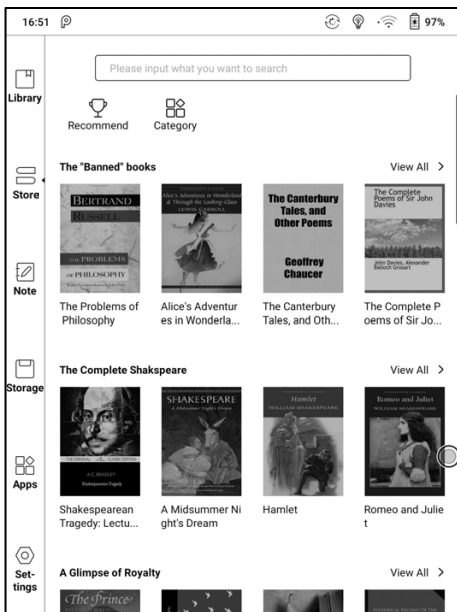 16:51
97%
Please input what you want to search
Library
Recommend
Category
The "Banned" books
View All >
Store
BERTRAND
RUSSELL
THE PROBLEMS
OF PHILOSOPHY
Alice's Adventures in Wonderland
& Through the Looking-Glass
LEWIS CARROLL
The Canterbury
Tales, and
Other Poems
Geoffrey
Chaucer
The Complete
Poems of Sir John
Davies
John Davies, Alexander
Balloch Grosart
Note
The Problems of
Philosophy
Alice's Adventur
es in Wonderla...
The Canterbury
Tales, and Oth...
The Complete P
oems of Sir Jo...
Storage
The Complete Shakspeare
View All >
A.C. BRADLEY
Shakespearean Tragedy
SHAKESPEARE
A Midsummer Night's Dream
Hamlet
WILLIAM SHAKESPEARE
Romeo and Juliet
WILLIAM SHAKESPEARE
Apps
Shakespearean
Tragedy: Lectu...
A Midsummer Ni
ght's Dream
Hamlet
Romeo and Julie
t
Set-
tings
A Glimpse of Royalty
View All >
The Prince